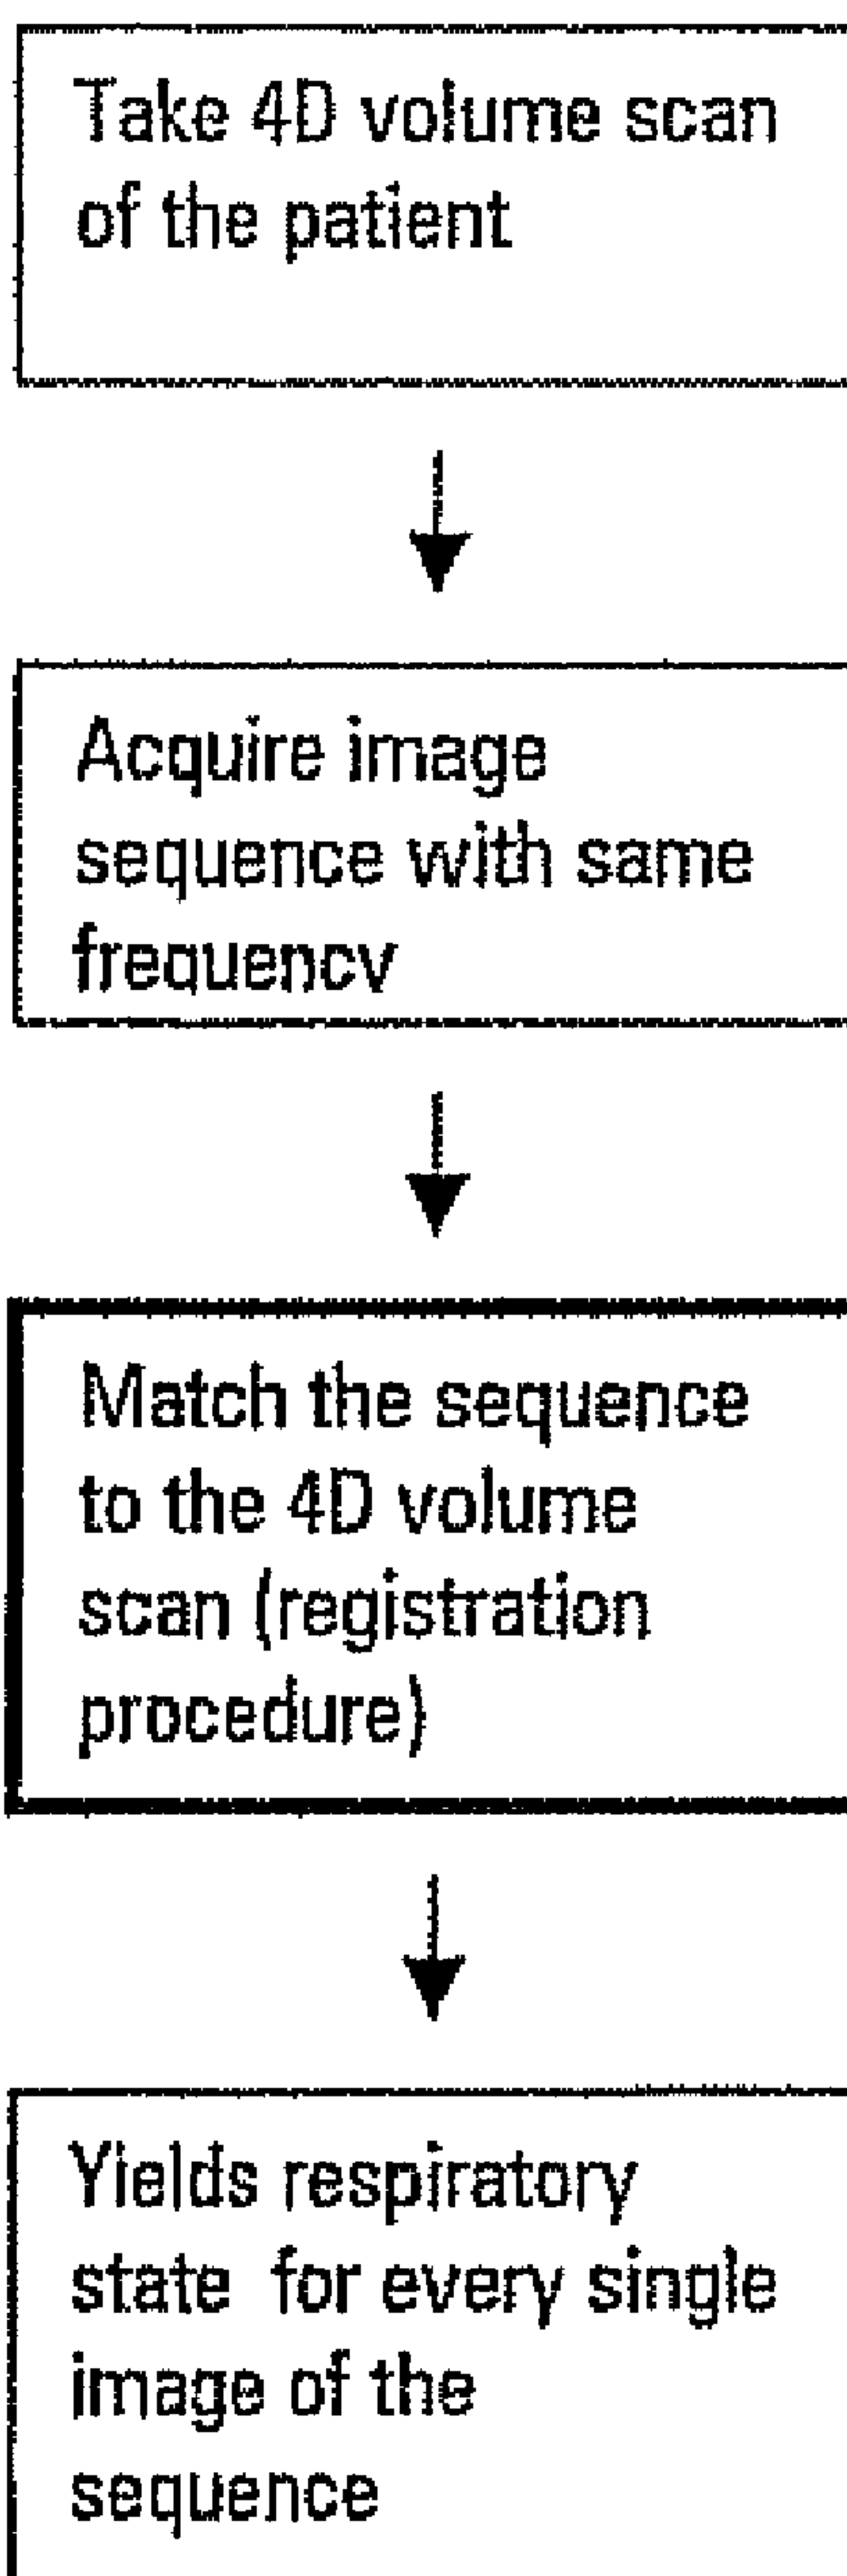 Take 4D volume scan
of the patient
Acquire image
sequence with same
frequency
Match the sequence
to the 4D volume
scan (registration
procedure)
Yields respiratory
state for every single
image of the
sequence